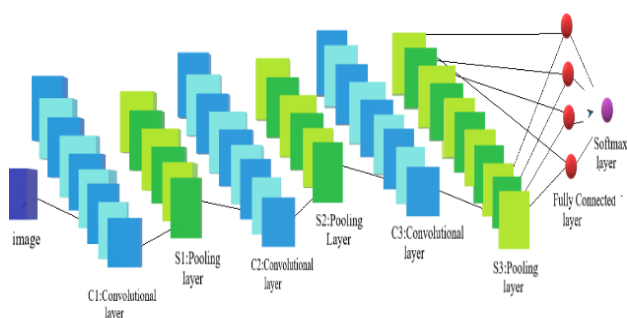 image
C1:Convolutional
layer
S1:Pooling
layer
C2:Convolutional
layer
S2:Pooling
Layer
C3:Convolutional
layer
S3:Pooling
layer
Fully Connected
layer
Softmax
layer